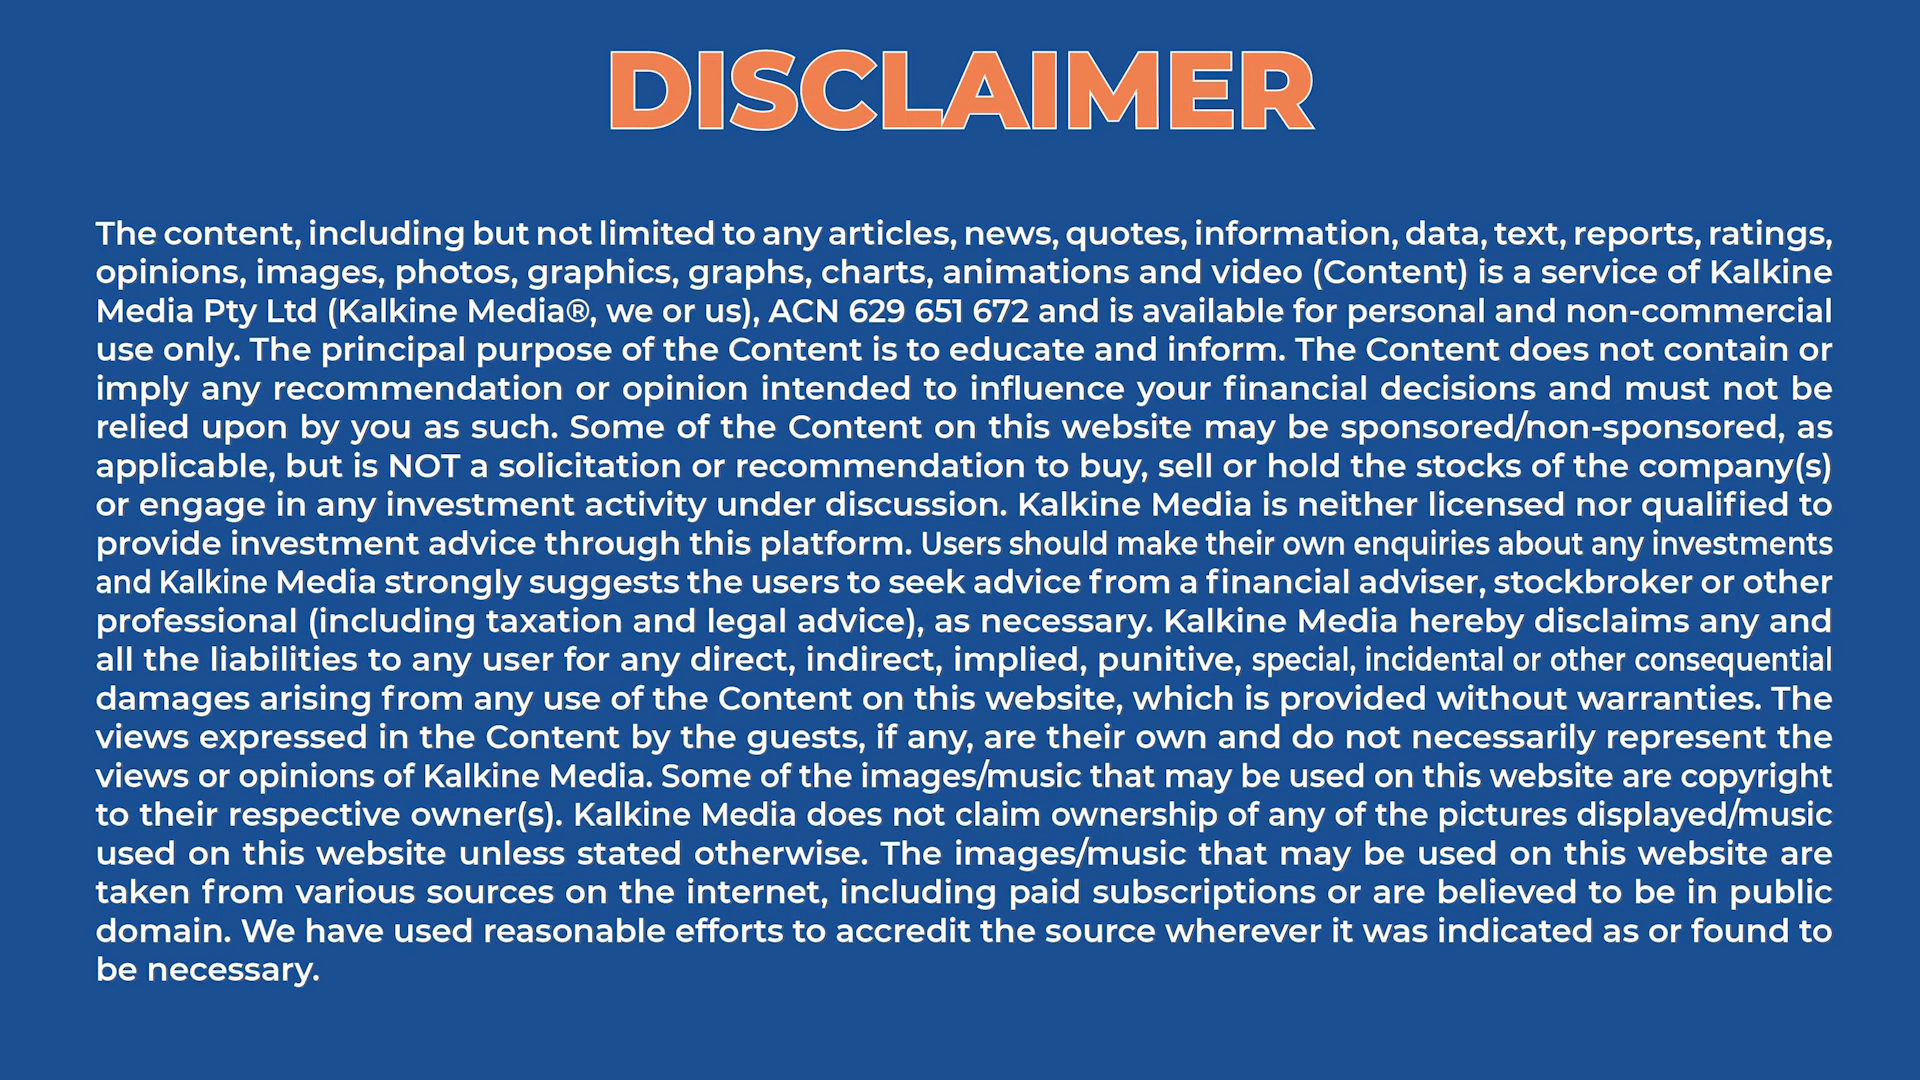 DISCLAIMER
The content, including but not limited to any articles, news, quotes, information, data, text, reports, ratings,
opinions, images, photos, graphics, graphs, charts, animations and video (Content) is a service of Kalkine
Media Pty Ltd (Kalkine Media®, we or us), ACN 629 651 672 and is available for personal and non-commercial
use only. The principal purpose of the Content is to educate and inform. The Content does not contain or
imply any recommendation or opinion intended to influence your financial decisions and must not be
relied upon by you as such. Some of the Content on this website may be sponsored/non-sponsored, as
applicable, but is NOT a solicitation or recommendation to buy, sell or hold the stocks of the company(s)
or engage in any investment activity under discussion. Kalkine Media is neither licensed nor qualified to
provide investment advice through this platform. Users should make their own enquiries about any investments
and Kalkine Media strongly suggests the users to seek advice from a financial adviser, stockbroker or other
professional (including taxation and legal advice), as necessary. Kalkine Media hereby disclaims any and
all the liabilities to any user for any direct, indirect, implied, punitive, special, incidental or other consequential
damages arising from any use of the Content on this website, which is provided without warranties. The
views expressed in the Content by the guests, if any, are their own and do not necessarily represent the
views or opinions of Kalkine Media. Some of the images/music that may be used on this website are copyright
to their respective owner(s). Kalkine Media does not claim ownership of any of the pictures displayed/music
used on this website unless stated otherwise. The images/music that may be used on this website are
taken from various sources on the internet, including paid subscriptions or are believed to be in public
domain. We have used reasonable efforts to accredit the source wherever it was indicated as or found to
be necessary.